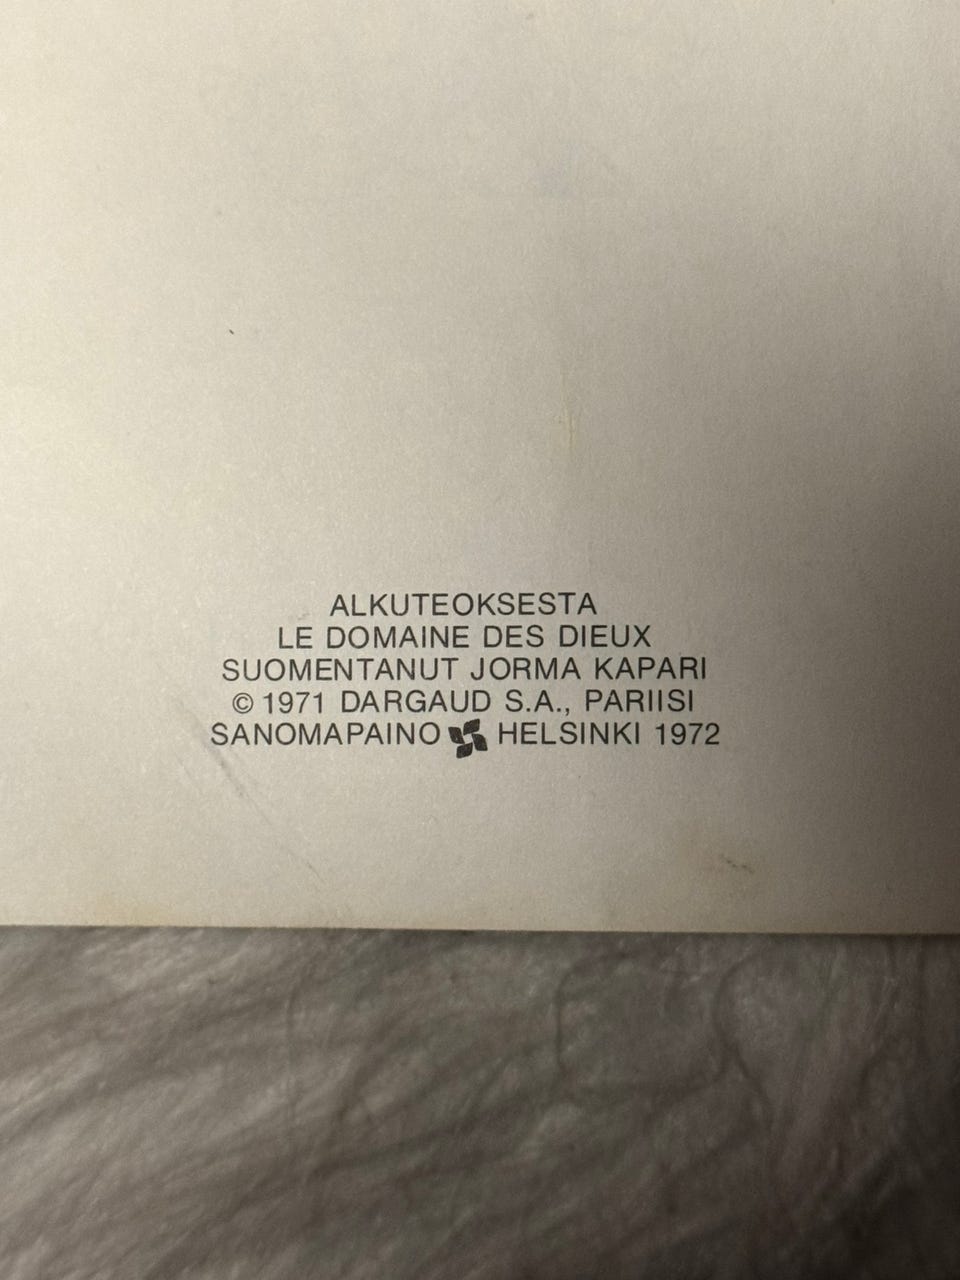 ALKUTEOKSESTA
LE DOMAINE DES DIEUX
SUOMENTANUT JORMA KAPARI
© 1971 DARGAUD S.A., PARIISI
SANOMAPAINO HELSINKI 1972